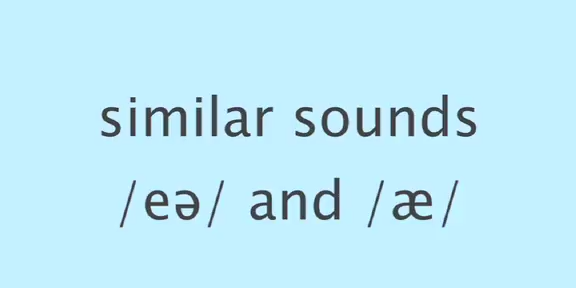 similar sounds
/eə/ and /æ/